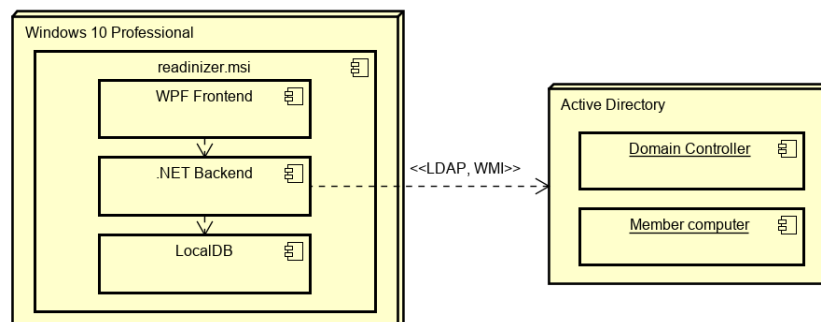 Windows 10 Professional
readinizer.msi
WPF Frontend
.NET Backend
LocalDB
<<LDAP, WMI>>
Active Directory
Domain Controller
Member computer